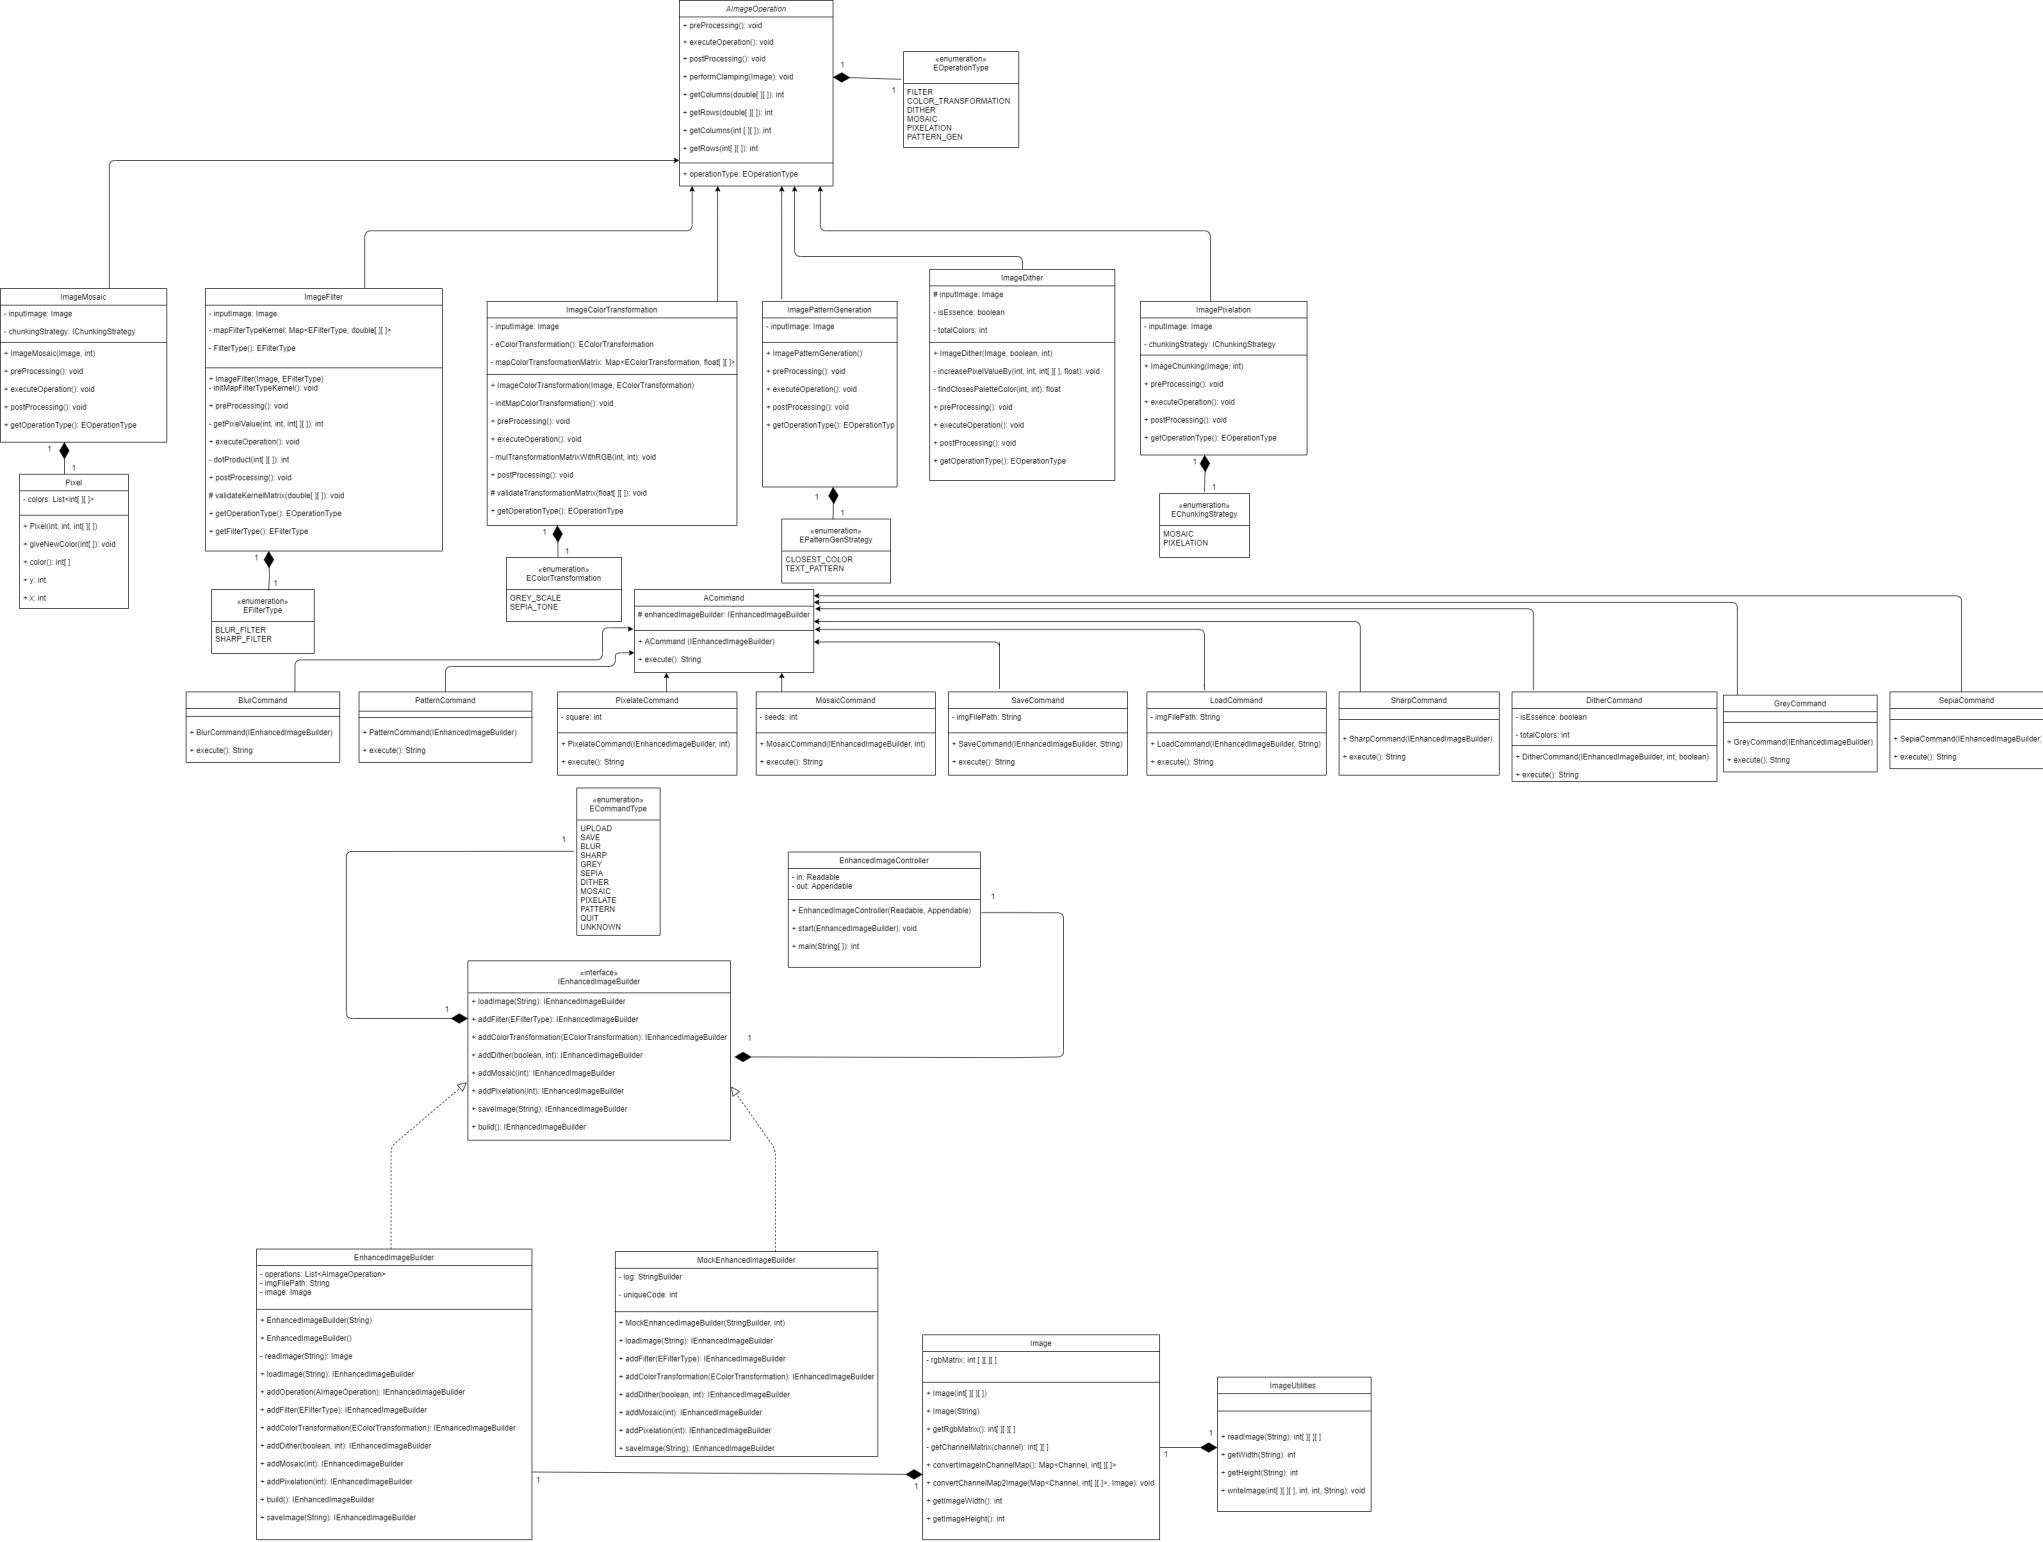 AImageOperation
+ preProcessing(): void
+ executeOperation(): void
+ postProcessing(): void
+ performClamping(Image): void
+ getColumns(double[ ][ ]): int
+ getRows(double[ ][ ]): int
+ getColumns(int [ ][ ]): int
+ getRows(int[ ][ ]): int
+ operationType: EOperationType
1
1
«enumeration»
EOperationType
FILTER
COLOR_TRANSFORMATION
DITHER
MOSAIC
PIXELATION
PATTERN_GEN
ImageMosaic
- inputImage: Image
- chunkingStrategy: IChunkingStrategy
+ ImageMosaic(Image, int)
+ preProcessing(): void
+ executeOperation(): void
+ postProcessing(): void
+ getOperationType(): EOperationType
1
1
Pixel
- colors: List<int[ ][ ]>
+ Pixel(int, int, int[ ][ ])
+ giveNewColor(int[ ]): void
+ color(): int[ ]
+ y: int
+ x: int
ImageFilter
- inputImage: Image
- mapFilterTypeKernel: Map<EFilterType, double[ ][ ]>
- FilterType(): EFilterType
+ ImageFilter(Image, EFilterType)
- initMapFilterTypeKernel(): void
+ preProcessing(): void
- getPixelValue(int, int, int[ ][ ]): int
+ executeOperation(): void
- dotProduct(int[ ][ ]): int
+ postProcessing(): void
# validateKernelMatrix(double[ ][ ]): void
+ getOperationType(): EOperationType
+ getFilterType(): EFilterType
1
1
«enumeration»
EFilterType
BLUR_FILTER
SHARP_FILTER
ImageColorTransformation
- inputImage: Image
- eColorTransformation(): EColorTransformation
- mapColorTransformationMatrix: Map<EColorTransformation, float[ ][ ]>
+ ImageColorTransformation(Image, EColorTransformation)
- initMapColorTransformation(): void
+ preProcessing(): void
+ executeOperation(): void
- mulTransformationMatrixWithRGB(int, int): void
+ postProcessing(): void
# validateTransformationMatrix(float[ ][ ]): void
+ getOperationType(): EOperationType
1
1
«enumeration»
EColorTransformation
GREY_SCALE
SEPIA_TONE
ImagePatternGeneration
- inputImage: Image
+ ImagePatternGeneration()
+ preProcessing(): void
+ executeOperation(): void
+ postProcessing(): void
+ getOperationType(): EOperationTyp
1
1
«enumeration»
EPatternGenStrategy
CLOSEST_COLOR
TEXT_PATTERN
ImageDither
# inputImage: Image
- isEssence: boolean
- totalColors: int
+ ImageDither(Image, boolean, int)
- increasePixelValueBy(int, int, int[ ][ ], float): void
- findClosesPaletteColor(int, int): float
+ preProcessing(): void
+ executeOperation(): void
+ postProcessing(): void
+ getOperationType(): EOperationType
ImagePixelation
- inputImage: Image
- chunkingStrategy: IChunkingStrategy
+ ImageChunking(Image, int)
+ preProcessing(): void
+ executeOperation(): void
+ postProcessing(): void
+ getOperationType(): EOperationType
1
1
«enumeration»
EChunkingStrategy
MOSAIC
PIXELATION
ACommand
# enhancedImageBuilder: IEnhancedImageBuilder
+ ACommand (IEnhancedImageBuilder)
+ execute(): String
BlurCommand
+ BlurCommand(IEnhancedImageBuilder)
+ execute(): String
PatternCommand
+ PatternCommand(IEnhancedImageBuilder)
+ execute(): String
PixelateCommand
- square: int
+ PixelateCommand(IEnhancedImageBuilder, int)
+ execute(): String
MosaicCommand
- seeds: int
+ MosaicCommand(IEnhancedImageBuilder, int)
+ execute(): String
SaveCommand
- imgFilePath: String
+ SaveCommand(IEnhancedImageBuilder, String)
+ execute(): String
LoadCommand
- imgFilePath: String
+ LoadCommand(IEnhancedImageBuilder, String)
+ execute(): String
SharpCommand
+ SharpCommand(IEnhancedImageBuilder)
+ execute(): String
DitherCommand
- isEssence: boolean
- totalColors: int
+ DitherCommand(IEnhancedImageBuilder, int, boolean)
+ execute(): String
GreyCommand
+ GreyCommand(IEnhancedImageBuilder)
+ execute(): String
SepiaCommand
+ SepiaCommand(IEnhancedImageBuilder)
+ execute(): String
«enumeration»
ECommandType
UPLOAD
SAVE
BLUR
SHARP
GREY
SEPIA
DITHER
MOSAIC
PIXELATE
PATTERN
QUIT
UNKNOWN
1
EnhancedImageController
- in: Readable
- out: Appendable
+ EnhancedImageController(Readable, Appendable)
+ start(EnhancedImageBuilder): void
+ main(String[ ]): int
1
«interface»
IEnhancedImageBuilder
+ loadImage(String): IEnhancedImageBuilder
+ addFilter(EFilterType): IEnhancedImageBuilder
+ addColorTransformation(EColorTransformation): IEnhancedImageBuilder
+ addDither(boolean, int): IEnhancedImageBuilder
+ addMosaic(int): IEnhancedImageBuilder
+ addPixelation(int): IEnhancedImageBuilder
+ saveImage(String): IEnhancedImageBuilder
+ build(): IEnhancedImageBuilder
1
1
EnhancedImageBuilder
- operations: List<AImageOperation>
- imgFilePath: String
- image: Image
+ EnhancedImageBuilder(String)
+ EnhancedImageBuilder()
- readImage(String): Image
+ loadImage(String): IEnhancedImageBuilder
+ addOperation(AImageOperation): IEnhancedImageBuilder
+ addFilter(EFilterType): IEnhancedImageBuilder
+ addColorTransformation(EColorTransformation): IEnhancedImageBuilder
+ addDither(boolean, int): IEnhancedImageBuilder
+ addMosaic(int): IEnhancedImageBuilder
+ addPixelation(int): IEnhancedImageBuilder
+ build(): IEnhancedImageBuilder
+ saveImage(String): IEnhancedImageBuilder
MockEnhancedImageBuilder
- log: StringBuilder
- uniqueCode: int
+ MockEnhancedImageBuilder(StringBuilder, int)
+ loadImage(String): IEnhancedImageBuilder
+ addFilter(EFilterType): IEnhancedImageBuilder
+ addColorTransformation(EColorTransformation): IEnhancedImageBuilder
+ addDither(boolean, int): IEnhancedImageBuilder
+ addMosaic(int): IEnhancedImageBuilder
+ addPixelation(int): IEnhancedImageBuilder
+ saveImage(String): IEnhancedImageBuilder
1
1
Image
- rgbMatrix: int [ ][ ][ ]
+ Image(int[ ][ ][ ])
+ Image(String)
+ getRgbMatrix(): int[ ][ ][ ]
- getChannelMatrix(channel): int[ ][ ]
+ convertImageInChannelMap(): Map<Channel, int[ ][ ]>
+ convertChannelMap2Image(Map<Channel, int[ ][ ]>, Image): void
+ getImageWidth(): int
+ getImageHeight(): int
1
1
ImageUtilities
+ readImage(String): int[ ][ ][ ]
+ getWidth(String): int
+ getHeight(String): int
+ writeImage(int[ ][ ][ ], int, int, String): void